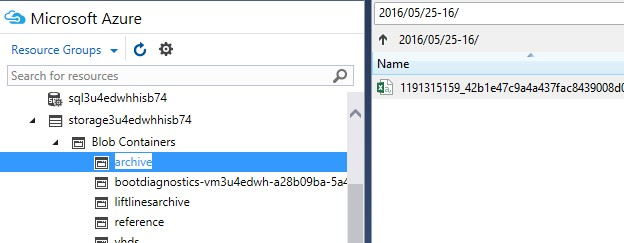 Microsoft Azure
Resource Groups
Search for resources
sql3u4edwhhisb74
storage3u4edwhhisb74
Blob Containers
archive
bootdiagnostics-vm3u4edwh-a28b09ba-5a4
liftlinesarchive
reference
vhds
2016/05/25-16/
2016/05/25-16/
Name
1191315159_42b1e47c9a4a437fac8439008d0